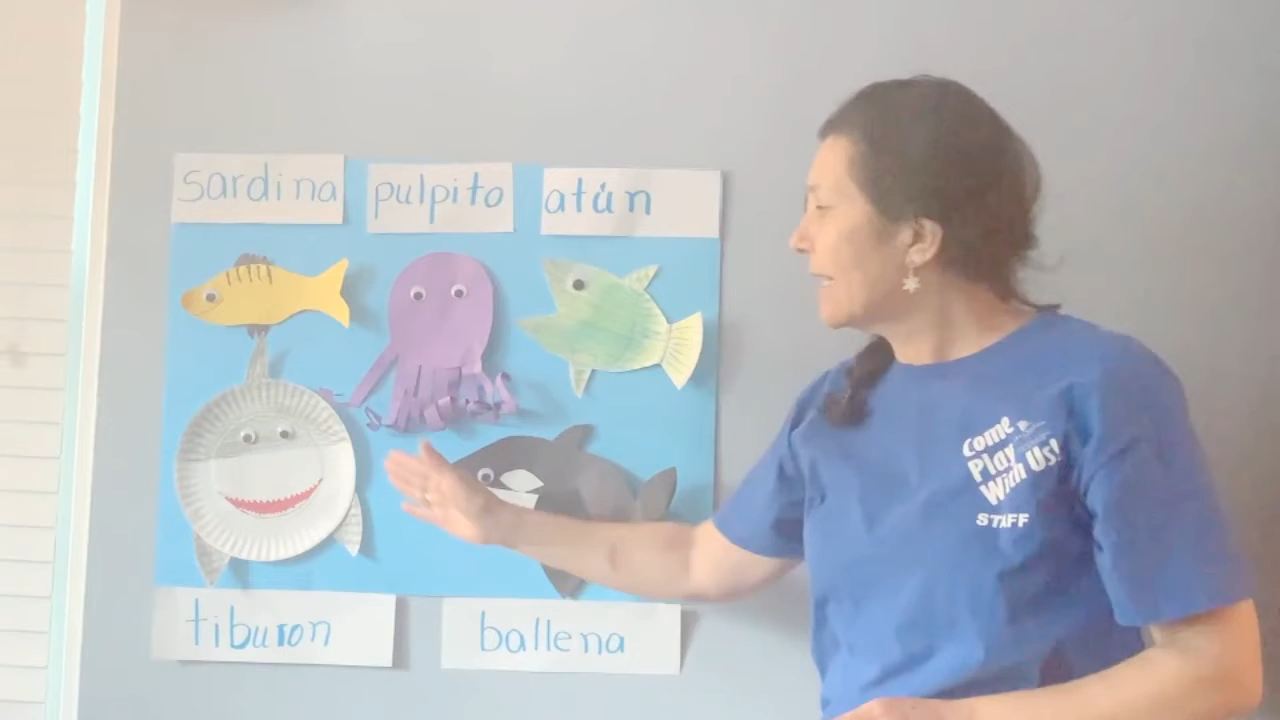 sardina
pulpito
atún
tiburon
ballena
Come
Play
With Us!
STAFF